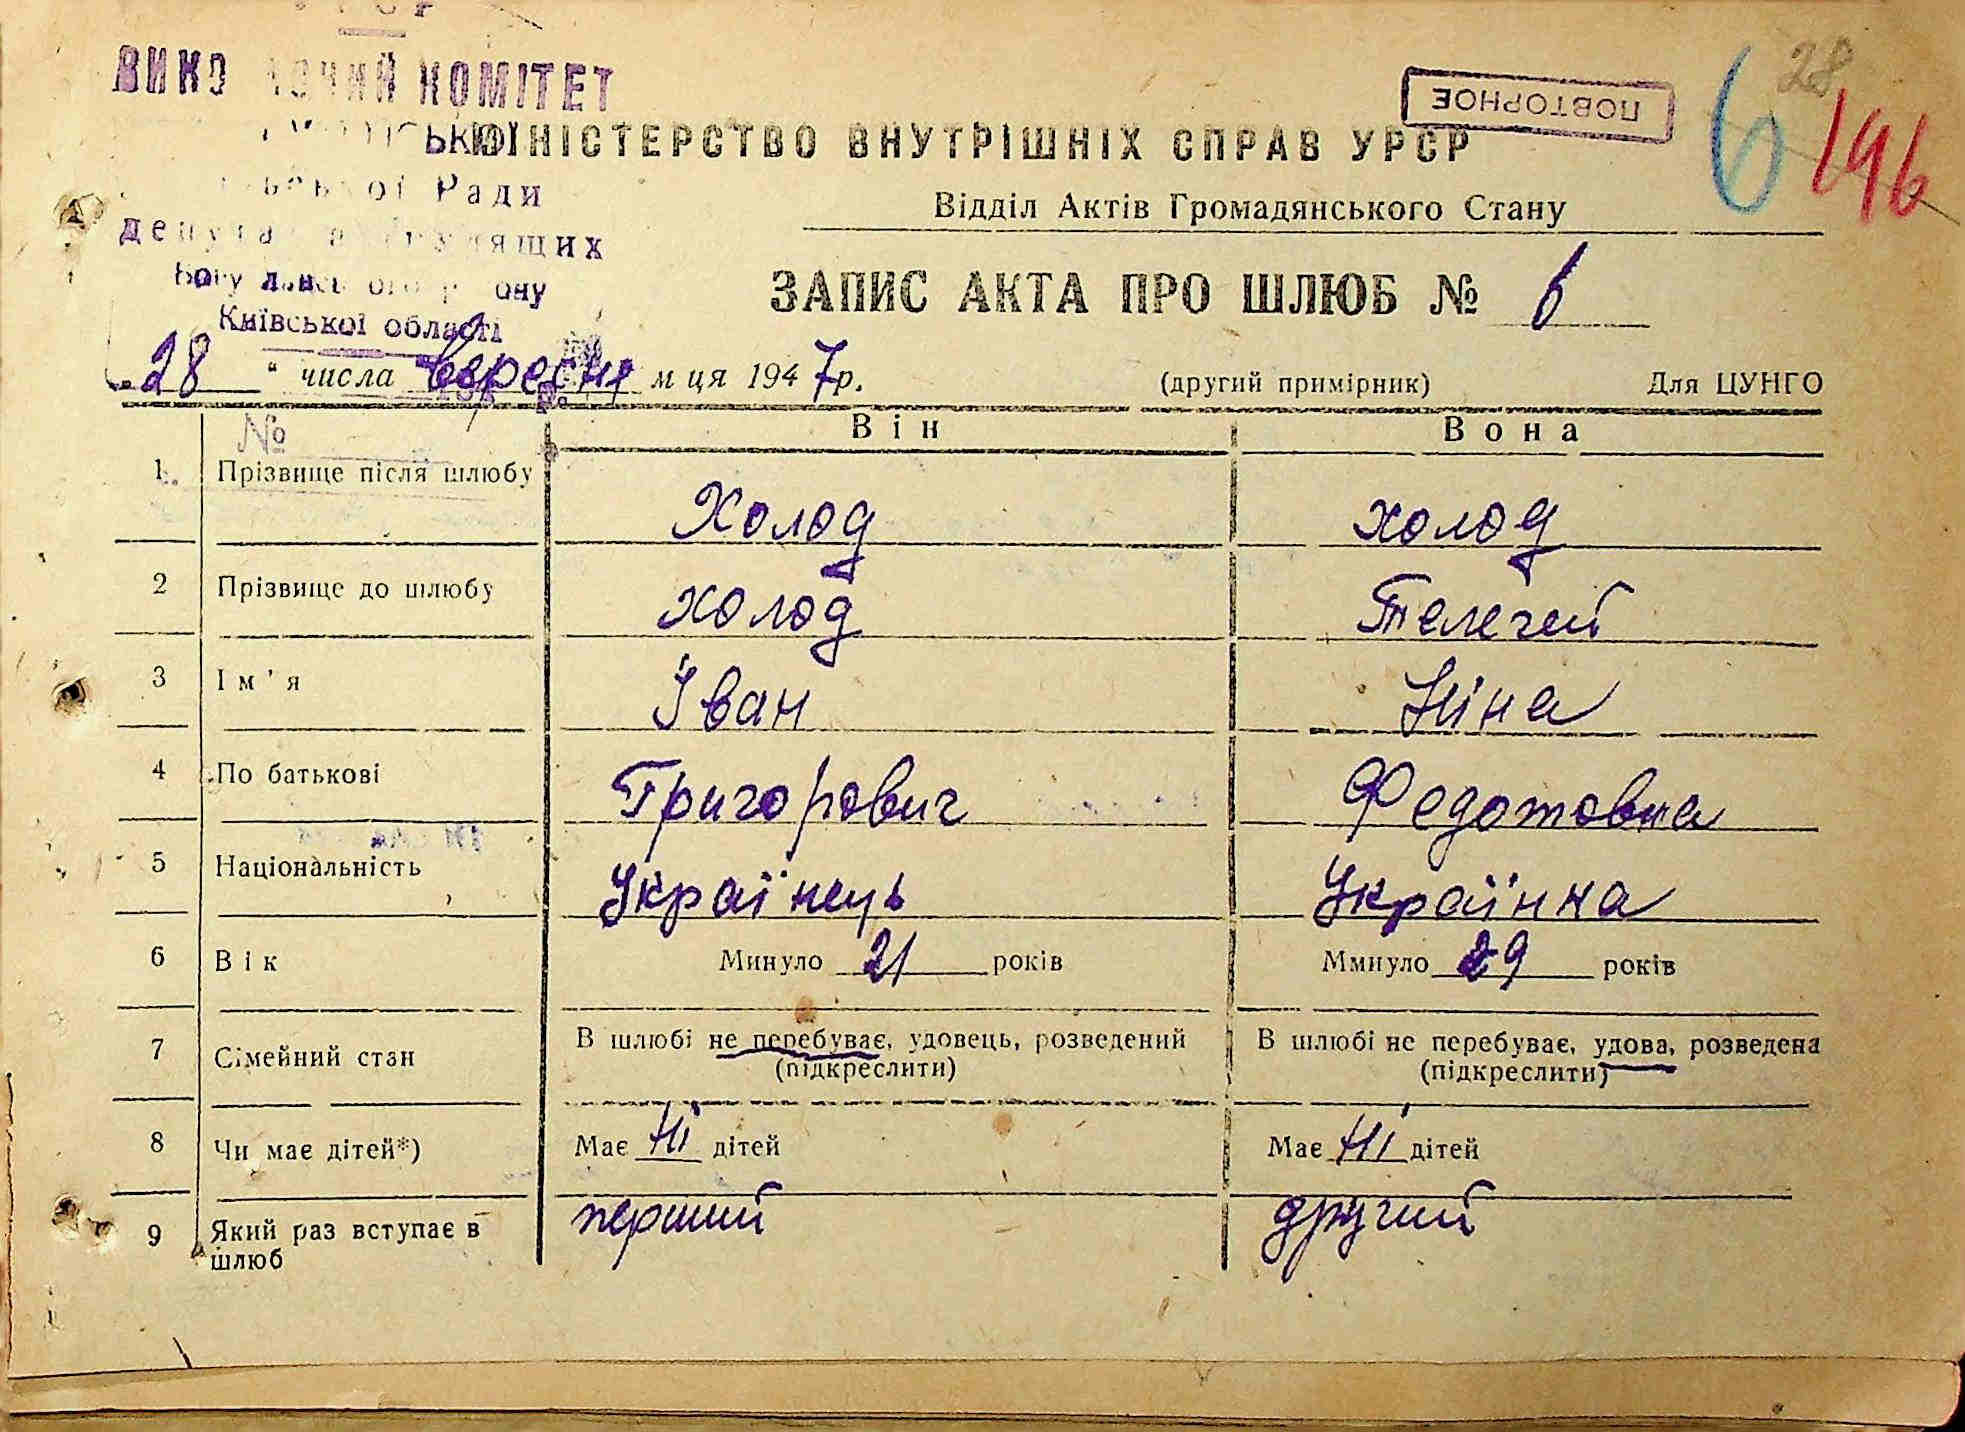 КОМІТЕТ
ПОВТОРНОЕ
28
6
196
МІНІСТЕРСТВО ВНУТРІШНІХ СПРАВ УРСР
Ради
Відділ Актів Громадянського Стану
Київської області
ЗАПИС АКТА ПРО ШЛЮБ № 6
28 " числа вересня м ця 1947р.
(другий примірник) Для ЦУНГО
№
Він Вона
1. Прізвище після шлюбу Холод холод
2 Прізвище до шлюбу холод Телегей
3 Ім'я Іван Ніна
4 По батькові Григорович Федотовна
5 Національність Українець Українка
6 Вік Минуло 21 років Ммнуло 29 років
7 Сімейний стан В шлюбі не перебуває, удовець, розведений В шлюбі не перебуває, удова, розведена
(підкреслити) (підкреслити)
8 Чи має дітей*) Має Ні дітей Має Ні дітей
9 Який раз вступає в перший другий
шлюб